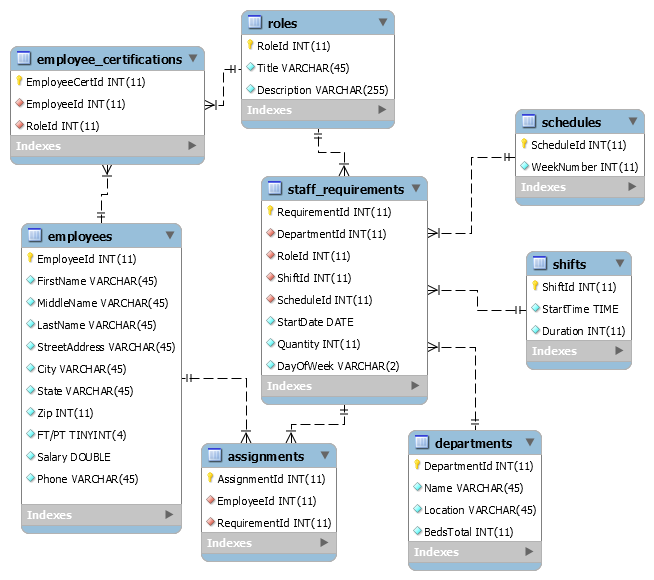 roles
RoleId INT(11)
Title VARCHAR(45)
Description VARCHAR(255)
Indexes
employee_certifications
EmployeeCertId INT(11)
EmployeeId INT(11)
RoleId INT(11)
Indexes
schedules
ScheduleId INT(11)
WeekNumber INT(11)
Indexes
staff_requirements
RequirementId INT(11)
DepartmentId INT(11)
RoleId INT(11)
ShiftId INT(11)
ScheduleId INT(11)
StartDate DATE
Quantity INT(11)
DayOfWeek VARCHAR(2)
Indexes
employees
EmployeeId INT(11)
FirstName VARCHAR(45)
MiddleName VARCHAR(45)
LastName VARCHAR(45)
StreetAddress VARCHAR(45)
City VARCHAR(45)
State VARCHAR(45)
Zip INT(11)
FT/PT TINYINT(4)
Salary DOUBLE
Phone VARCHAR(45)
Indexes
shifts
ShiftId INT(11)
StartTime TIME
Duration INT(11)
Indexes
assignments
AssignmentId INT(11)
EmployeeId INT(11)
RequirementId INT(11)
Indexes
departments
DepartmentId INT(11)
Name VARCHAR(45)
Location VARCHAR(45)
BedsTotal INT(11)
Indexes